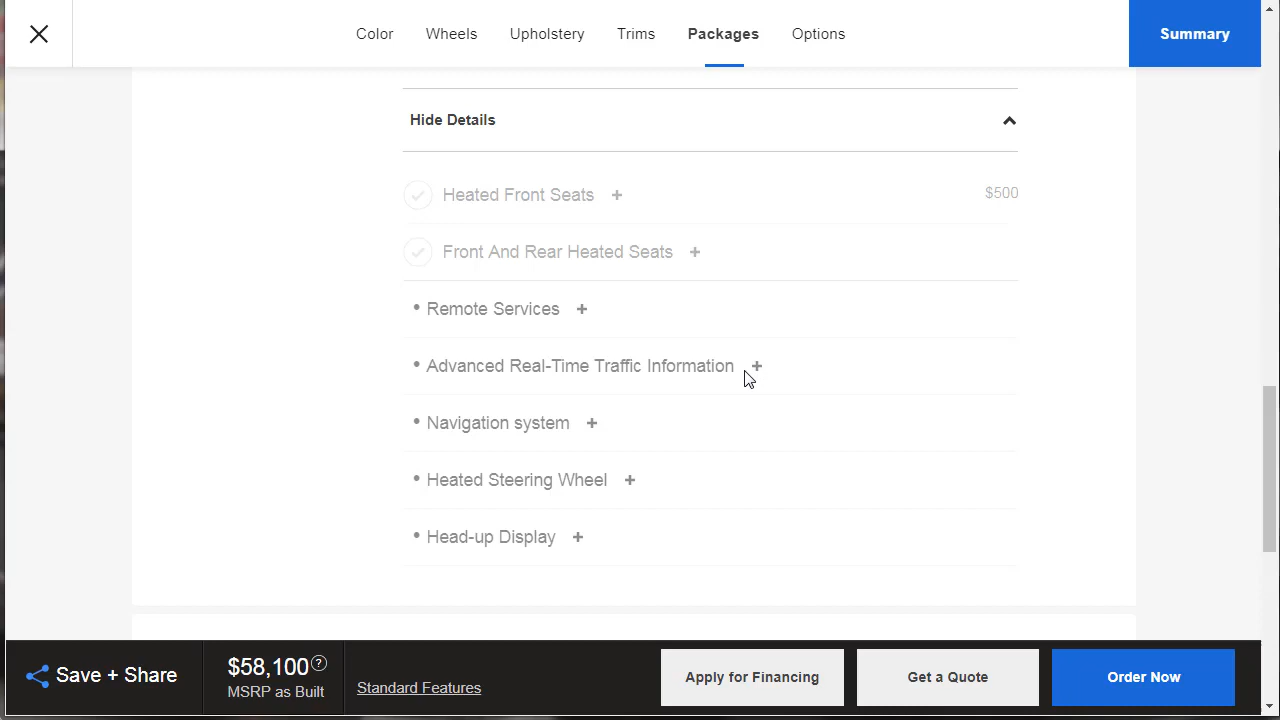 Color Wheels Upholstery Trims Packages Options Summary
Hide Details
Heated Front Seats + $500
Front And Rear Heated Seats +
• Remote Services +
• Advanced Real-Time Traffic Information +
• Navigation system +
• Heated Steering Wheel +
• Head-up Display +
Save + Share
$58,100 ?
MSRP as Built
Standard Features
Apply for Financing
Get a Quote
Order Now